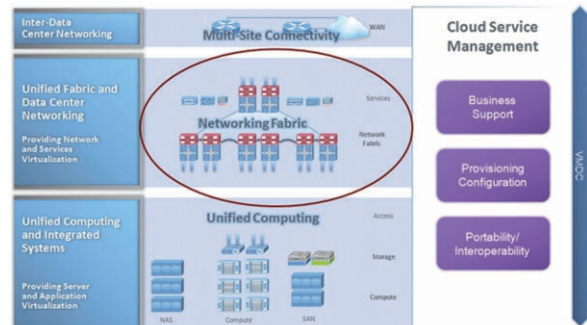 Inter-Data
Center Networking
Multi-Site Connectivity
WAN
Unified Fabric and
Data Center
Networking
Providing Network
and Services
Virtualization
Services
Networking Fabric
Network
Fabric
Unified Computing
and Integrated
Systems
Providing Server
and Application
Virtualization
Unified Computing
Access
Storage
Compute
NAS
Compute
SAN
Cloud Service
Management
Business
Support
Provisioning
Configuration
Portability/
Interoperability
VMDC